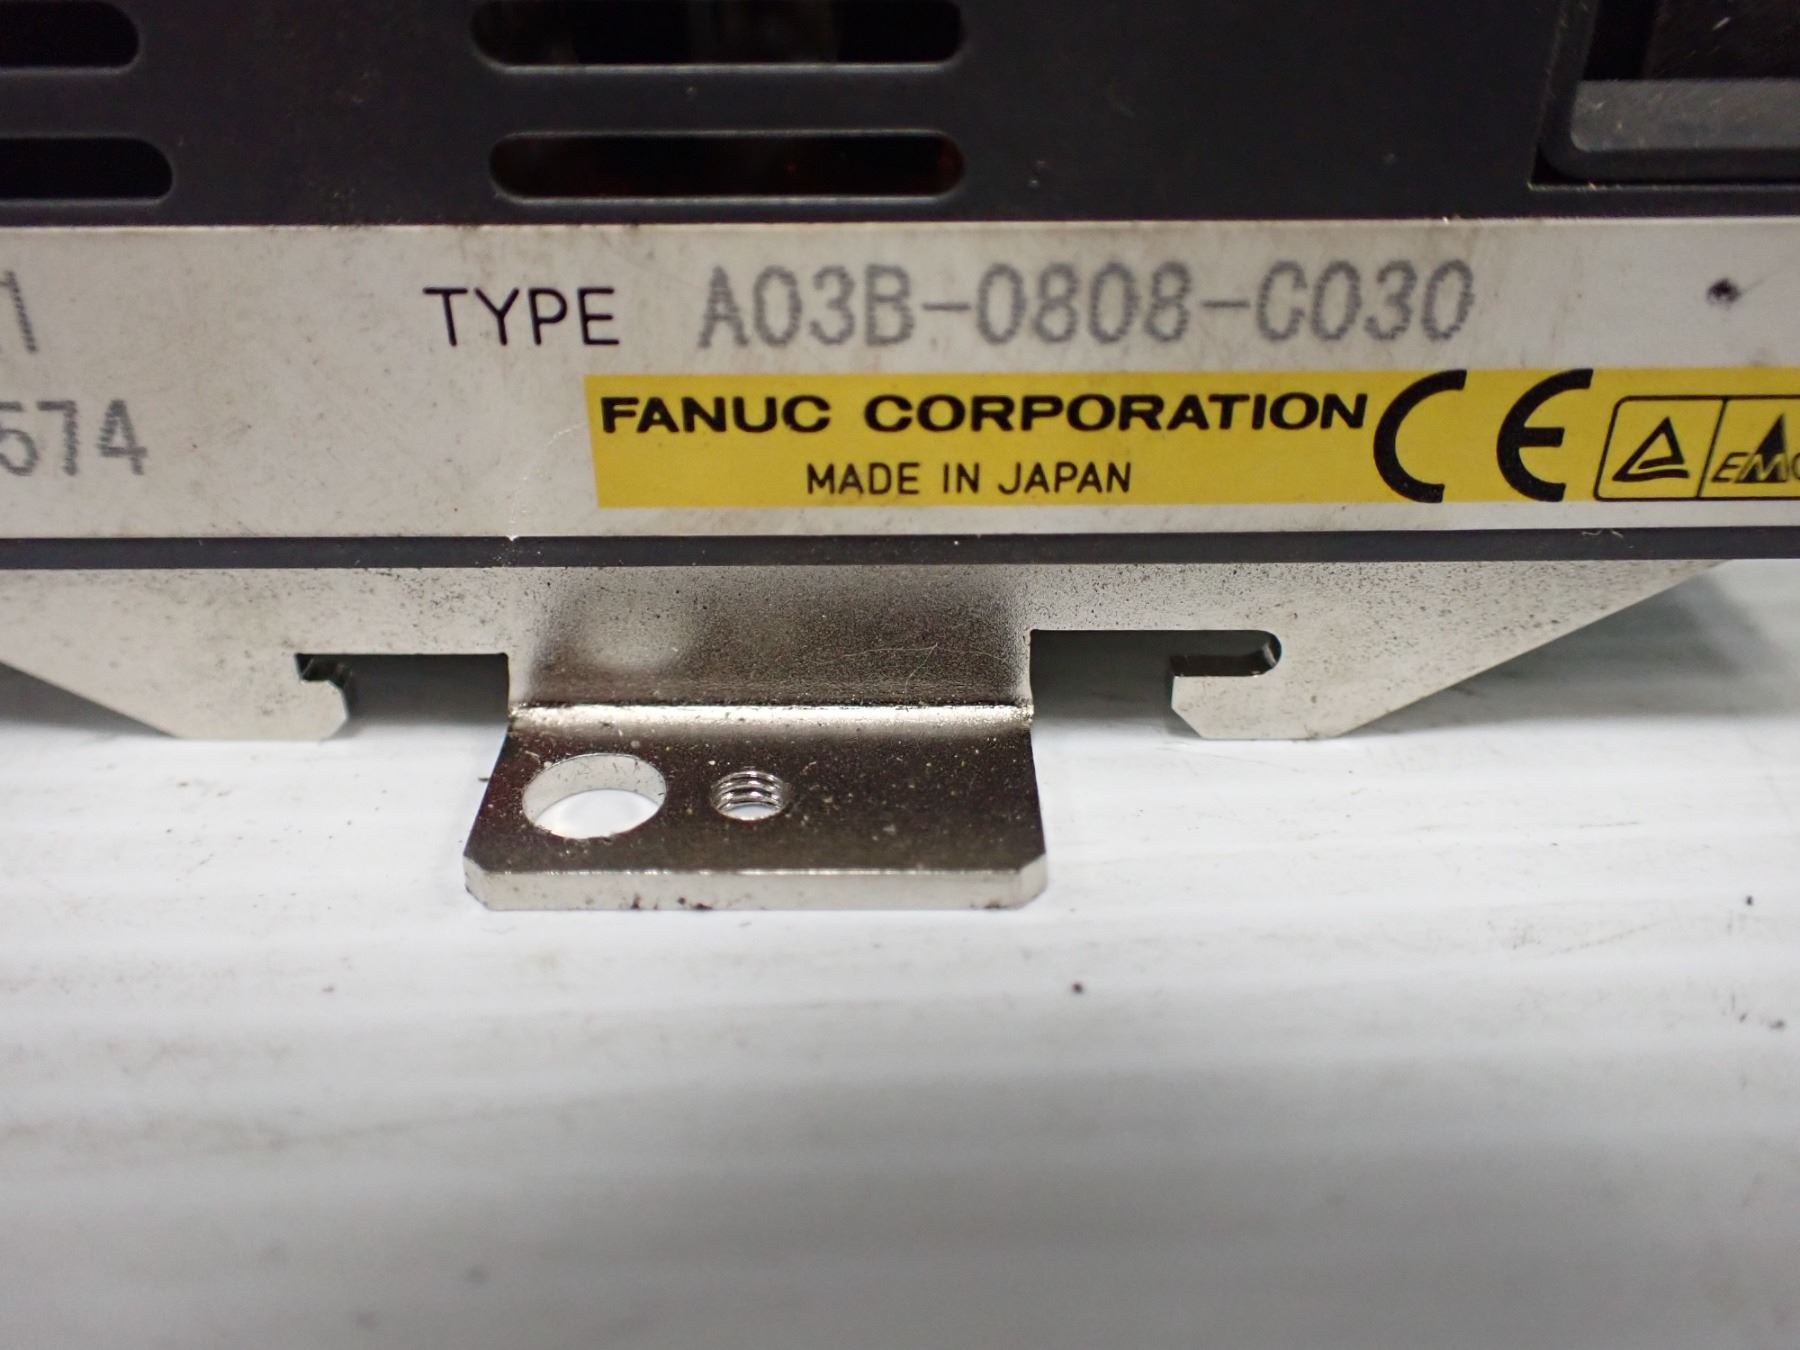 TYPE A03B-0808-C030
574
FANUC CORPORATION CE
MADE IN JAPAN